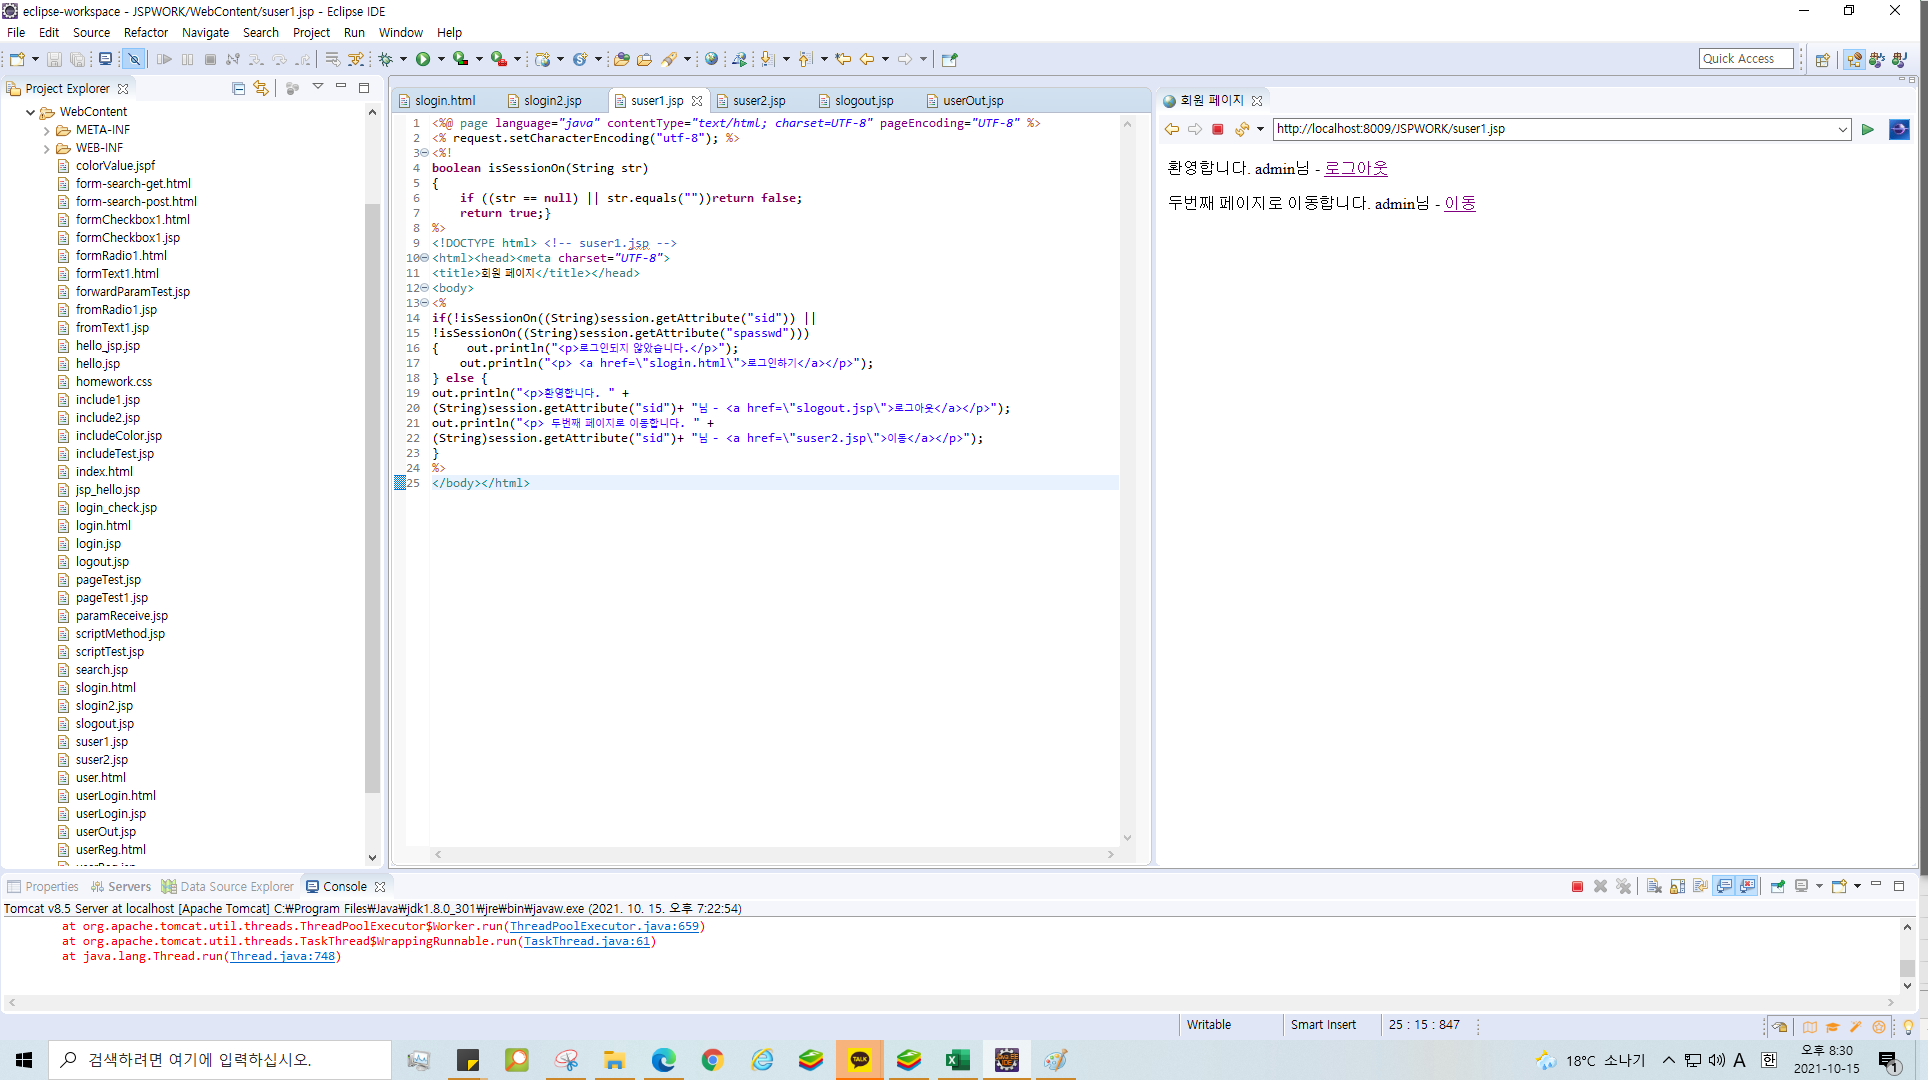 eclipse-workspace - JSPWORK/WebContent/suser1.jsp - Eclipse IDE
File Edit Source Refactor Navigate Search Project Run Window Help
Quick Access
Project Explorer
WebContent
META-INF
WEB-INF
colorValue.jspf
form-search-get.html
form-search-post.html
formCheckbox1.html
formCheckbox1.jsp
formRadio1.html
formText1.html
forwardParamTest.jsp
fromRadio1.jsp
fromText1.jsp
hello_jsp.jsp
hello.jsp
homework.css
include1.jsp
include2.jsp
includeColor.jsp
includeTest.jsp
index.html
jsp_hello.jsp
login_check.jsp
login.html
login.jsp
logout.jsp
pageTest.jsp
pageTest1.jsp
paramReceive.jsp
scriptMethod.jsp
scriptTest.jsp
search.jsp
slogin.html
slogin2.jsp
slogout.jsp
suser1.jsp
suser2.jsp
user.html
userLogin.html
userLogin.jsp
userOut.jsp
userReg.html
slogin.html slogin2.jsp suser1.jsp suser2.jsp slogout.jsp userOut.jsp
1 <%@ page language="java" contentType="text/html; charset=UTF-8" pageEncoding="UTF-8" %>
2 <% request.setCharacterEncoding("utf-8"); %>
3 <%!
4 boolean isSessionOn(String str)
5 {
6 if ((str == null) || str.equals(""))return false;
7 return true;}
8 %>
9 <!DOCTYPE html> <!-- suser1.jsp -->
10 <html><head><meta charset="UTF-8">
11 <title>회원 페이지</title></head>
12 <body>
13 <%
14 if(!isSessionOn((String)session.getAttribute("sid")) ||
15 !isSessionOn((String)session.getAttribute("spasswd")))
16 { out.println("<p>로그인되지 않았습니다.</p>");
17 out.println("<p> <a href=\"slogin.html\">로그인하기</a></p>");
18 } else {
19 out.println("<p>환영합니다. " +
20 (String)session.getAttribute("sid")+ "님 - <a href=\"slogout.jsp\">로그아웃</a></p>");
21 out.println("<p> 두번째 페이지로 이동합니다. " +
22 (String)session.getAttribute("sid")+ "님 - <a href=\"suser2.jsp\">이동</a></p>");
23 }
24 %>
25 </body></html>
회원 페이지
http://localhost:8009/JSPWORK/suser1.jsp
환영합니다. admin님 - 로그아웃
두번째 페이지로 이동합니다. admin님 - 이동
Properties Servers Data Source Explorer Console
Tomcat v8.5 Server at localhost [Apache Tomcat] C:₩Program Files₩Java₩jdk1.8.0_301₩jre₩bin₩javaw.exe (2021. 10. 15. 오후 7:22:54)
at org.apache.tomcat.util.threads.ThreadPoolExecutor$Worker.run(ThreadPoolExecutor.java:659)
at org.apache.tomcat.util.threads.TaskThread$WrappingRunnable.run(TaskThread.java:61)
at java.lang.Thread.run(Thread.java:748)
Writable Smart Insert 25 : 15 : 847
검색하려면 여기에 입력하십시오.
TALK
18°C 소나기 A 한 오후 8:30
2021-10-15
1